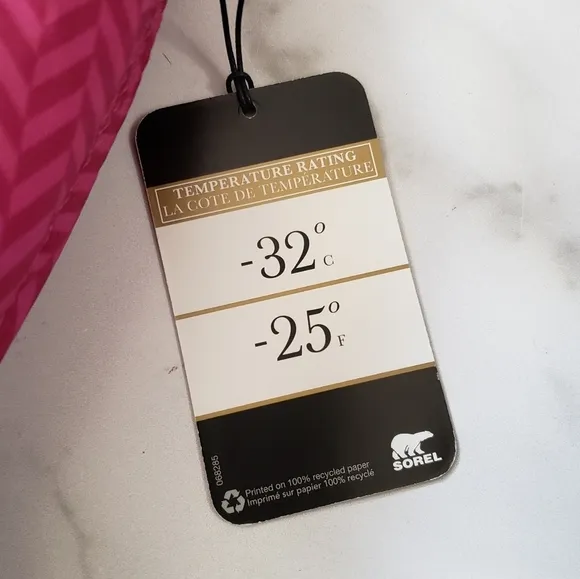 TEMPERATURE RATING
LA COTE DE TEMPÉRATURE
-32° C
-25° F
068285
Printed on 100% recycled paper
Imprimé sur papier 100% recyclé
SOREL